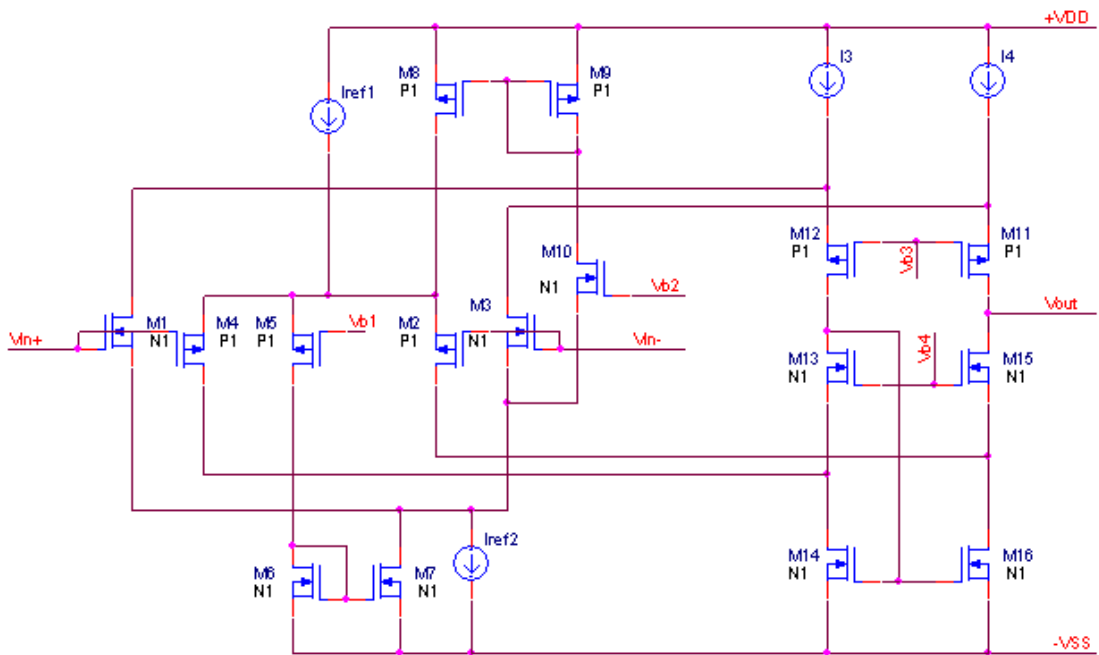 +VDD
M8
P1
M9
P1
I3
I4
Iref1
M12
P1
M11
P1
Vb3
M10
N1
Vb2
M3
Vin+
M1
N1
M4
P1
M5
P1
Vb1
M2
P1
N1
Vin-
Vout
M13
N1
Vb4
M15
N1
Iref2
M6
N1
M7
N1
M14
N1
M16
N1
-VSS